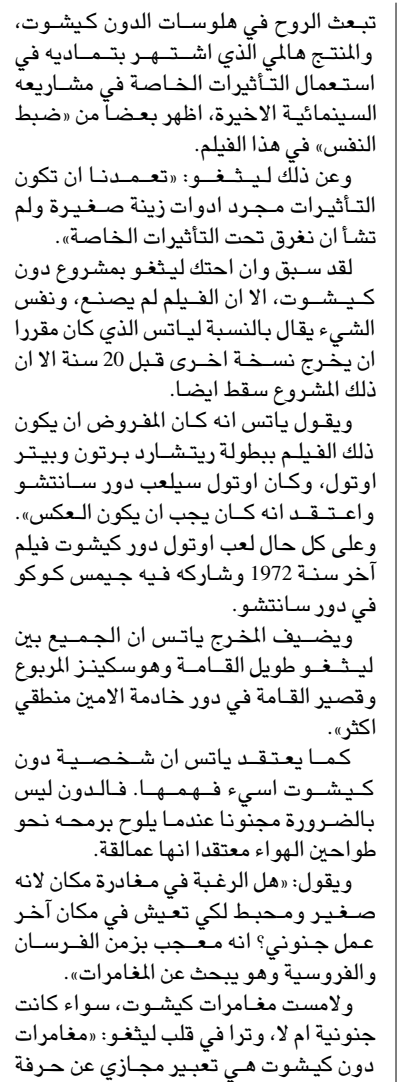 تبعث الروح في هلوسات الدون كيشوت،
والمنتج هالمي الذي اشتهر بتماديه في
استعمال التأثيرات الخاصة في مشاريعه
السينمائية الاخيرة، اظهر بعضاً من «ضبط
النفس» في هذا الفيلم.
وعن ذلك ليثغو: «تعمدنا ان تكون
التأثيرات مجرد ادوات زينة صغيرة ولم
تشأ ان نغرق تحت التأثيرات الخاصة».
لقد سبق وان احتك ليثغو بمشروع دون
كيشوت، الا ان الفيلم لم يصنع، ونفس
الشيء يقال بالنسبة لياتس الذي كان مقررا
ان يخرج نسخة اخرى قبل 20 سنة الا ان
ذلك المشروع سقط ايضا.
ويقول ياتس انه كان المفروض ان يكون
ذلك الفيلم ببطولة ريتشارد برتون وبيتر
اوتول، وكان اوتول سيلعب دور سانتشو
واعتقد انه كان يجب ان يكون العكس».
وعلى كل حال لعب اوتول دور كيشوت فيلم
آخر سنة 1972 وشاركه فيه جيمس كوكو
في دور سانتشو.
ويضيف المخرج ياتس ان الجميع بين
ليثغو طويل القامة وهوسكينز المربوع
وقصير القامة في دور خادمة الامين منطقي
اكثر».
كما يعتقد ياتس ان شخصية دون
كيشوت اسيء فهمها. فالدون ليس
بالضرورة مجنونا عندما يلوح برمحه نحو
طواحين الهواء معتقدا انها عمالقة.
ويقول: «هل الرغبة في مغادرة مكان لانه
صغير ومحبط لكي تعيش في مكان آخر
عمل جنوني؟ انه معجب بزمن الفرسان
والفروسية وهو يبحث عن المغامرات».
ولامست مغامرات كيشوت، سواء كانت
جنونية ام لا، وترا في قلب ليثغو: «مغامرات
دون كيشوت هي تعبير مجازي عن حرفة